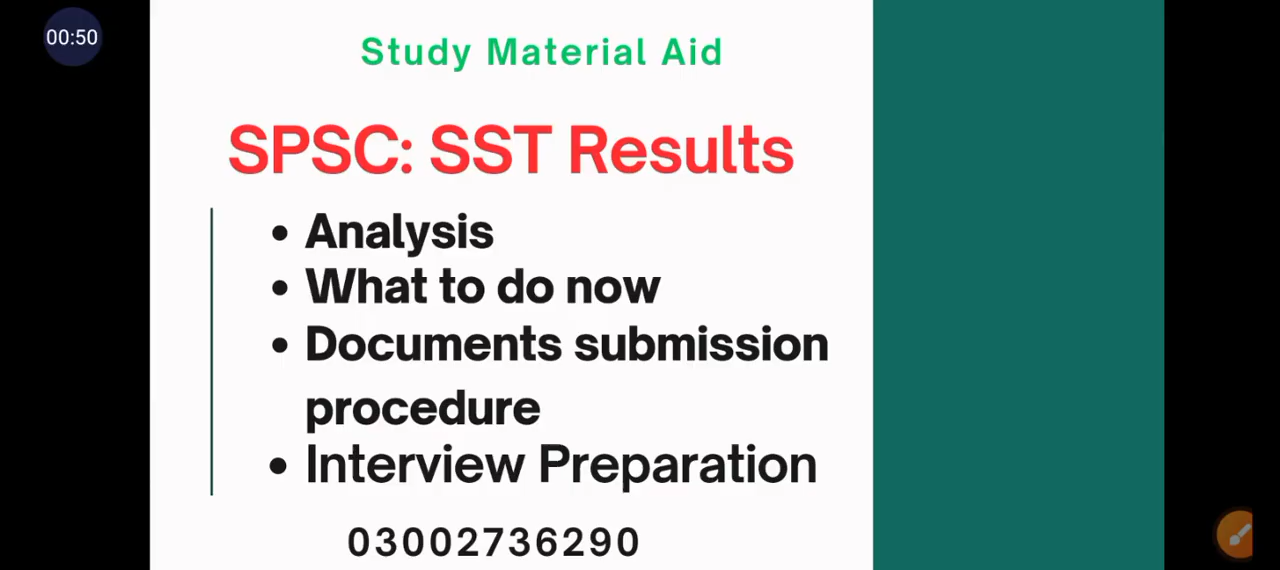 00:50
Study Material Aid
SPSC: SST Results
• Analysis
• What to do now
• Documents submission
procedure
• Interview Preparation
03002736290